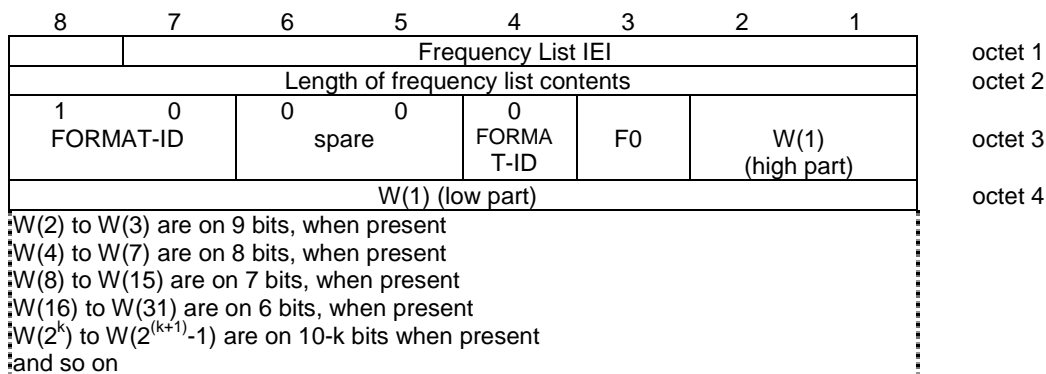 8 7 6 5 4 3 2 1
Frequency List IEI octet 1
Length of frequency list contents octet 2
1 0 0 0 0
FORMAT-ID spare FORMA F0 W(1) octet 3
T-ID (high part)
W(1) (low part) octet 4
W(2) to W(3) are on 9 bits, when present
W(4) to W(7) are on 8 bits, when present
W(8) to W(15) are on 7 bits, when present
W(16) to W(31) are on 6 bits, when present
W(2^k) to W(2^(k+1)-1) are on 10-k bits when present
and so on